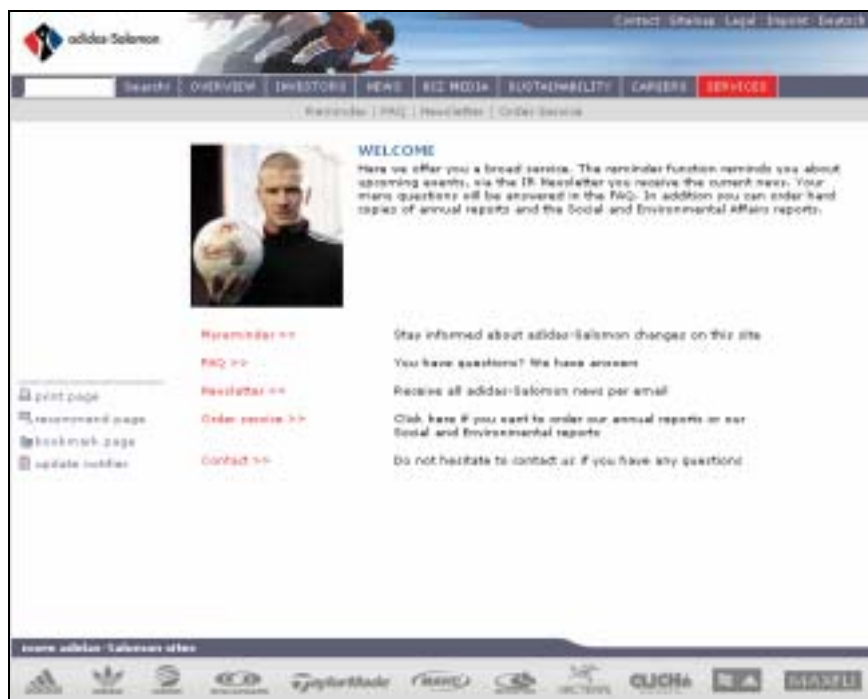 Contact Sitemap Legal Imprint Deutsch
adidas-Salomon
Search: OVERVIEW INVESTORS NEWS BIZ MEDIA SUSTAINABILITY CAREERS SERVICES
Reminder | FAQ | Newsletter | Order Service
WELCOME
Here we offer you a broad service. The reminder function reminds you about
upcoming events, via the IR Newsletter you receive the current news. Your
many questions will be answered in the FAQ. In addition you can order hard
copies of annual reports and the Social and Environmental Affairs reports.
Myreminder >> Stay informed about adidas-Salomon changes on this site
FAQ >> You have questions? We have answers
Newsletter >> Receive all adidas-Salomon news per email
Order service >> Click here if you want to order our annual reports or our
Social and Environmental reports
Contact >> Do not hesitate to contact us if you have any questions
print page
recommend page
bookmark page
update notifier
more adidas-Salomon sites
TaylorMade MAVIC CLICHé MAXFLI